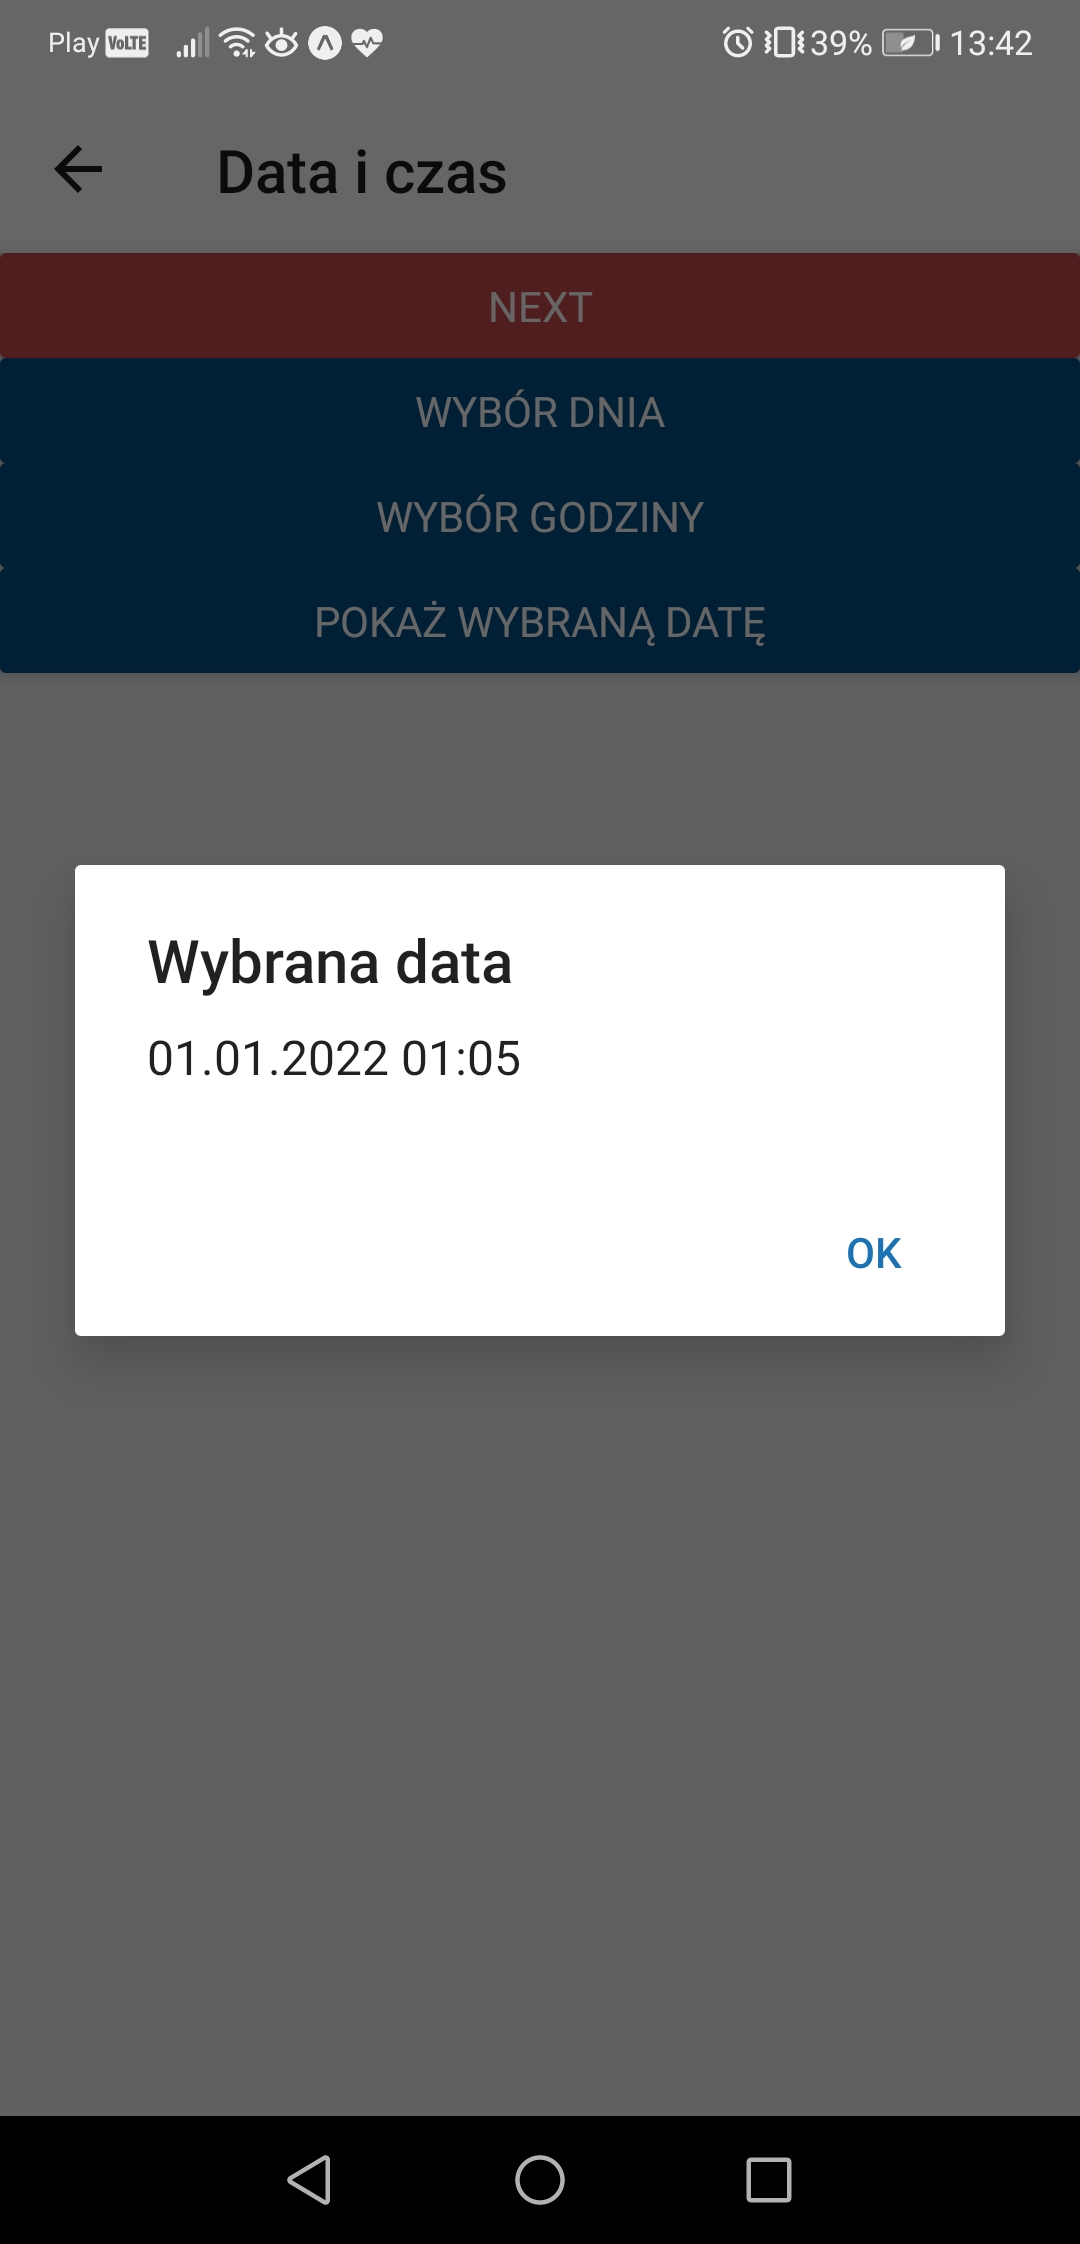 Play VoLTE 39% 13:42
Data i czas
NEXT
WYBÓR DNIA
WYBÓR GODZINY
POKAŻ WYBRANĄ DATĘ
Wybrana data
01.01.2022 01:05
OK